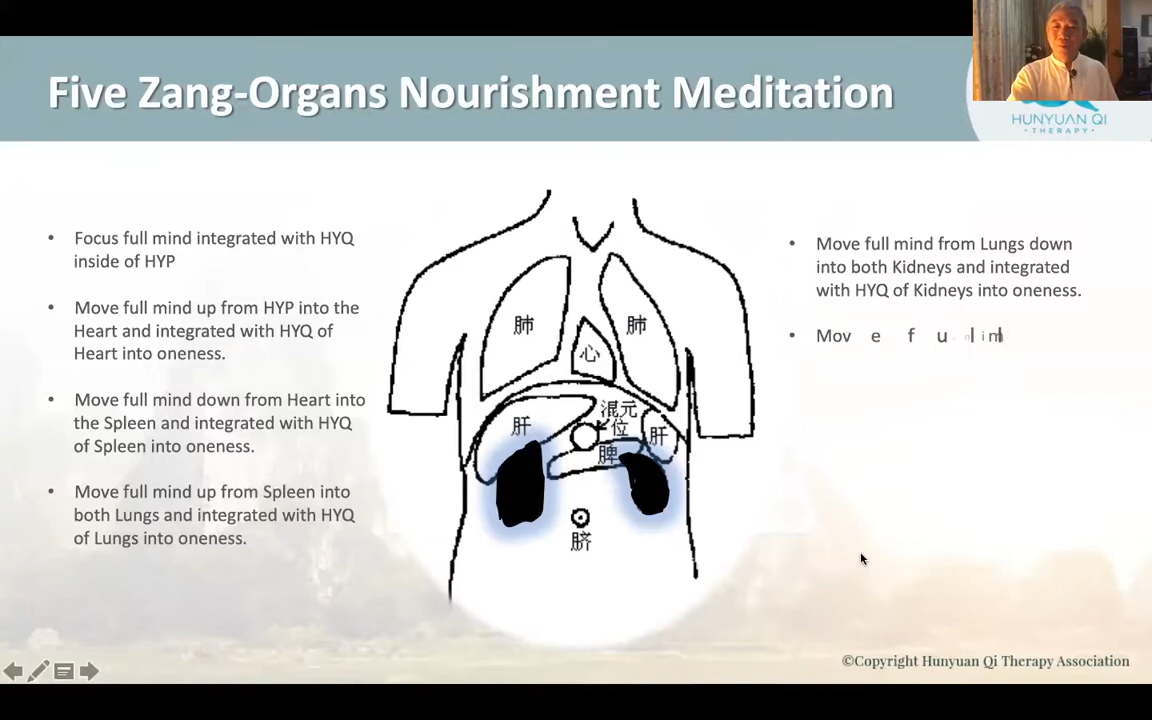 Five Zang-Organs Nourishment Meditation
HUNYUAN QI
• THERAPY •
• Focus full mind integrated with HYQ
inside of HYP
• Move full mind up from HYP into the
Heart and integrated with HYQ of
Heart into oneness.
• Move full mind down from Heart into
the Spleen and integrated with HYQ
of Spleen into oneness.
• Move full mind up from Spleen into
both Lungs and integrated with HYQ
of Lungs into oneness.
肺
肺
心
混元
位
肝
肝
脾
脐
• Move full mind from Lungs down
into both Kidneys and integrated
with HYQ of Kidneys into oneness.
• Mov e f u l
©Copyright Hunyuan Qi Therapy Association